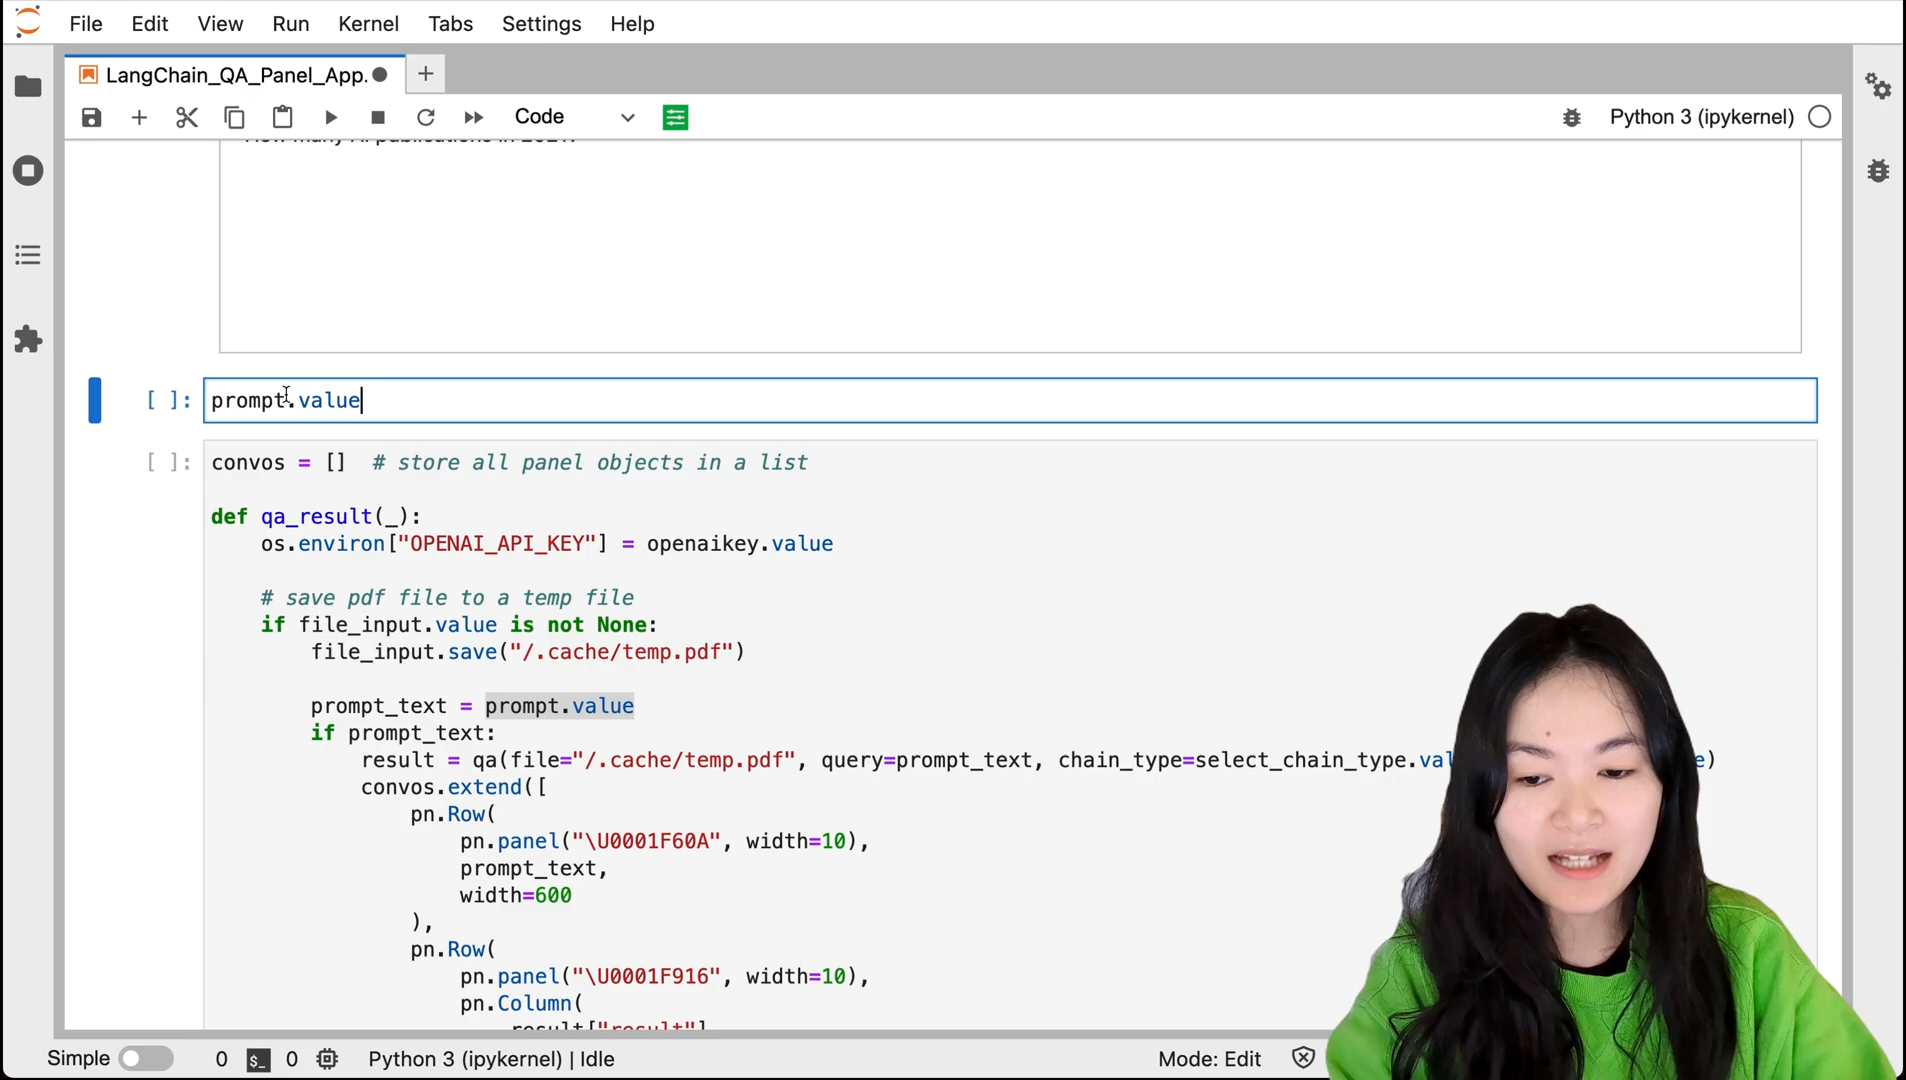 File Edit View Run Kernel Tabs Settings Help
LangChain_QA_Panel_App.
Code
Python 3 (ipykernel)
How many AI publications in 2021?
[ ]: prompt.value
[ ]: convos = []  # store all panel objects in a list
def qa_result(_):
    os.environ["OPENAI_API_KEY"] = openaikey.value
    # save pdf file to a temp file
    if file_input.value is not None:
        file_input.save("/.cache/temp.pdf")
        prompt_text = prompt.value
        if prompt_text:
            result = qa(file="/.cache/temp.pdf", query=prompt_text, chain_type=select_chain_type.val e)
            convos.extend([
                pn.Row(
                    pn.panel("\U0001F60A", width=10),
                    prompt_text,
                    width=600
                ),
                pn.Row(
                    pn.panel("\U0001F916", width=10),
                    pn.Column(
                        result["result"]
Simple 0 $_ 0 Python 3 (ipykernel) | Idle Mode: Edit